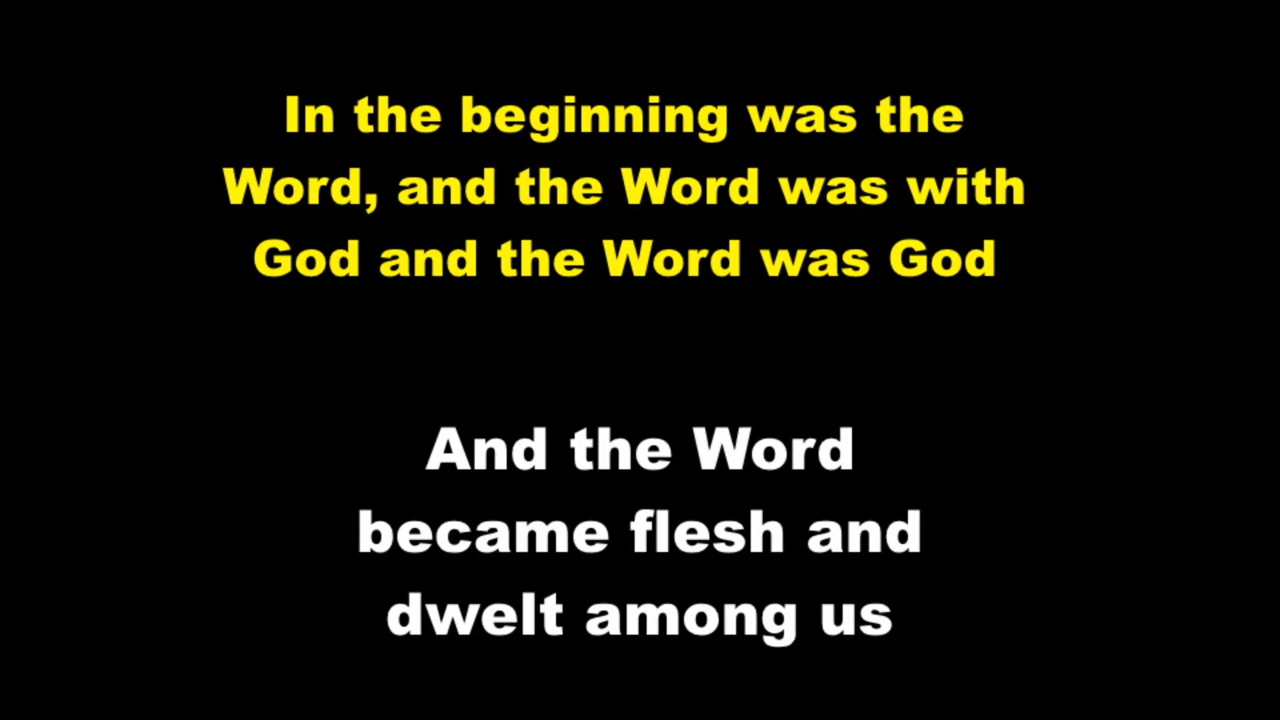 In the beginning was the
Word, and the Word was with
God and the Word was God
And the Word
became flesh and
dwelt among us